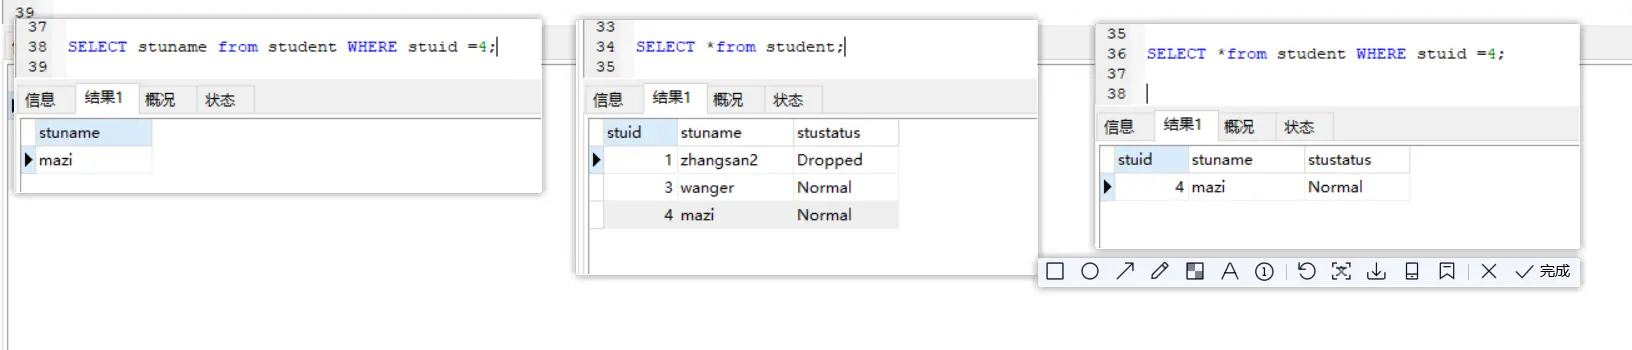 39
37
38 SELECT stuname from student WHERE stuid =4;
39
信息 结果1 概况 状态
stuname
mazi
33
34 SELECT *from student;
35
信息 结果1 概况 状态
stuid stuname stustatus
1 zhangsan2 Dropped
3 wanger Normal
4 mazi Normal
35
36 SELECT *from student WHERE stuid =4;
37
38
信息 结果1 概况 状态
stuid stuname stustatus
4 mazi Normal
A 1 完成